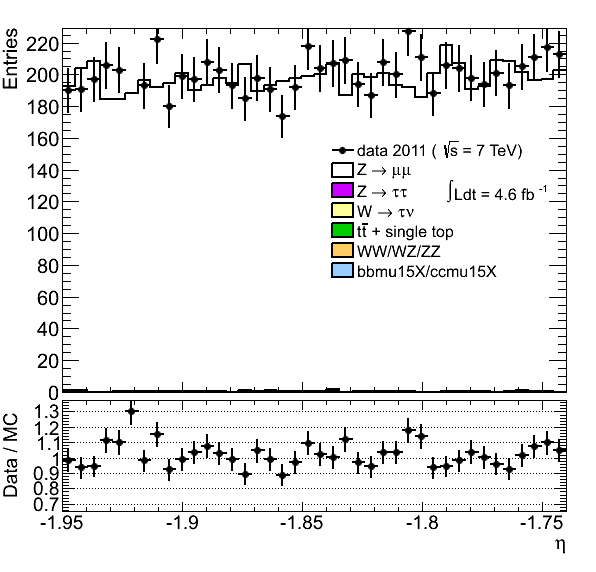 Entries
220
200
180
160
140
120
100
80
60
40
20
0
data 2011 ( √s = 7 TeV)
Z → μμ
Z → ττ
∫Ldt = 4.6 fb⁻¹
W → τν
tt̄ + single top
WW/WZ/ZZ
bbmu15X/ccmu15X
Data / MC
1.3
1.2
1.1
1
0.9
0.8
0.7
-1.95 -1.9 -1.85 -1.8 -1.75
η